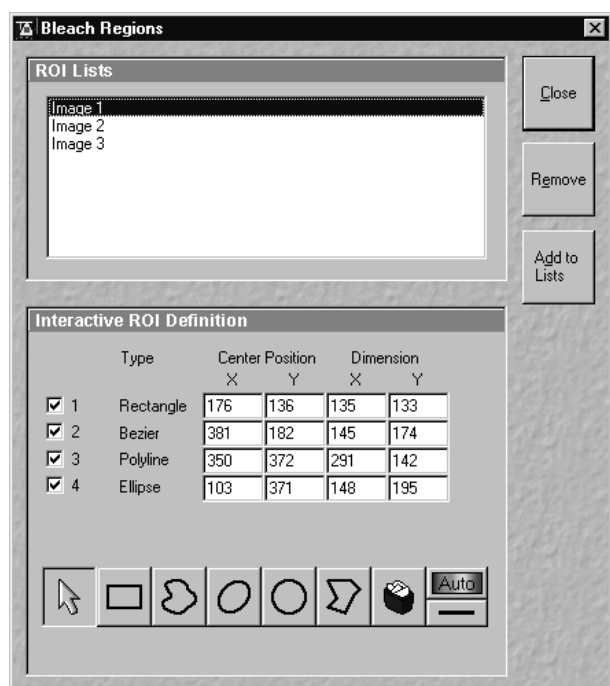 Bleach Regions
ROI Lists
Image 1
Image 2
Image 3
Close
Remove
Add to
Lists
Interactive ROI Definition
Type Center Position Dimension
X Y X Y
1 Rectangle 176 136 135 133
2 Bezier 381 182 145 174
3 Polyline 350 372 291 142
4 Ellipse 103 371 148 195
Auto